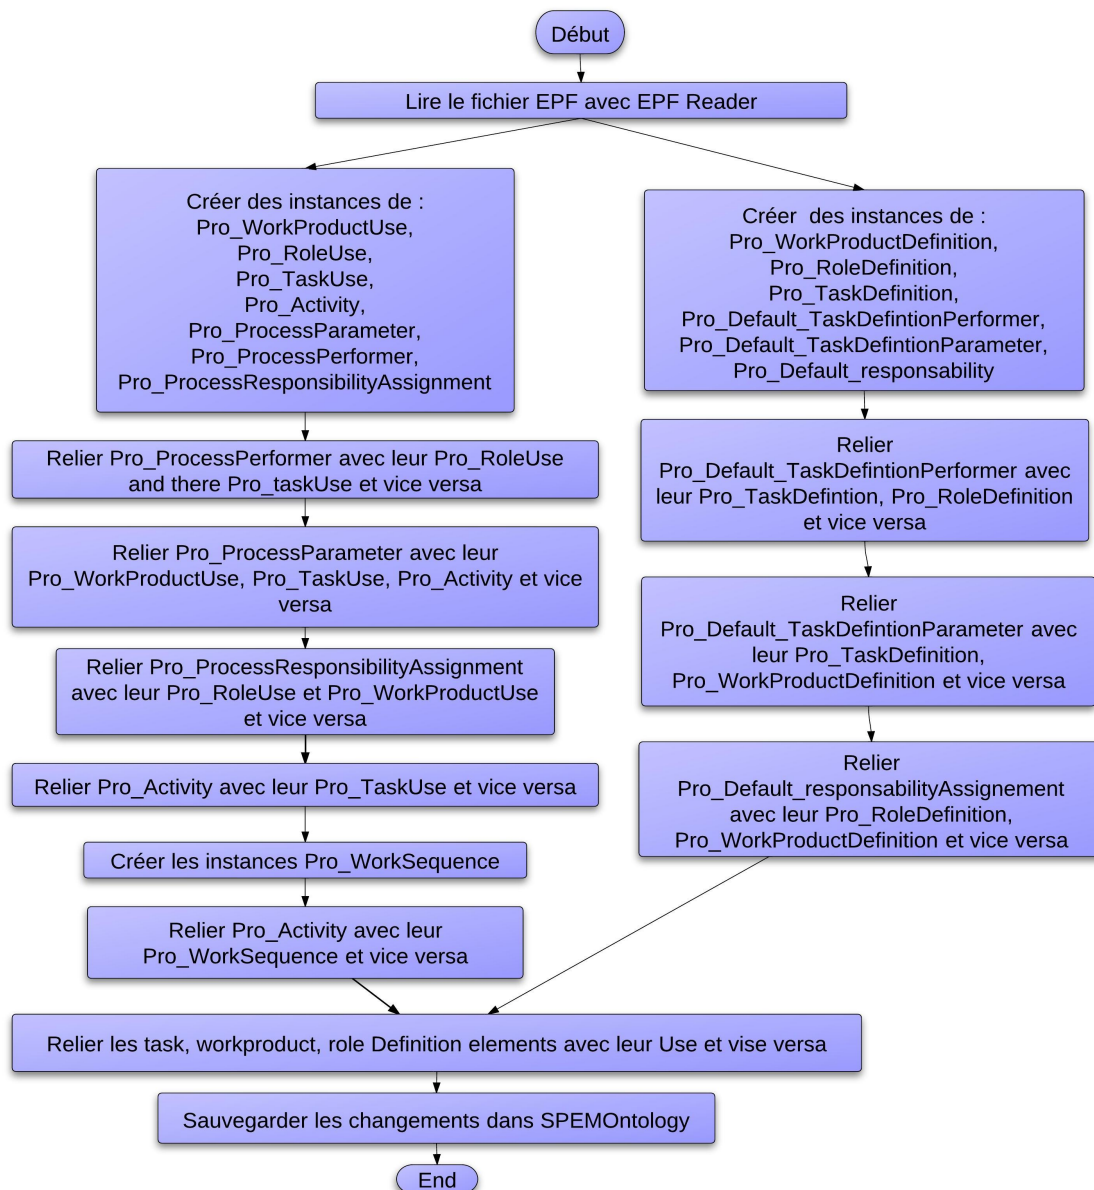 Début
Lire le fichier EPF avec EPF Reader
Créer des instances de :
Pro_WorkProductUse,
Pro_RoleUse,
Pro_TaskUse,
Pro_Activity,
Pro_ProcessParameter,
Pro_ProcessPerformer,
Pro_ProcessResponsibilityAssignment
Relier Pro_ProcessPerformer avec leur Pro_RoleUse
and there Pro_taskUse et vice versa
Relier Pro_ProcessParameter avec leur
Pro_WorkProductUse, Pro_TaskUse, Pro_Activity et vice
versa
Relier Pro_ProcessResponsibilityAssignment
avec leur Pro_RoleUse et Pro_WorkProductUse
et vice versa
Relier Pro_Activity avec leur Pro_TaskUse et vice versa
Créer les instances Pro_WorkSequence
Relier Pro_Activity avec leur
Pro_WorkSequence et vice versa
Créer  des instances de :
Pro_WorkProductDefinition,
Pro_RoleDefinition,
Pro_TaskDefinition,
Pro_Default_TaskDefintionPerformer,
Pro_Default_TaskDefintionParameter,
Pro_Default_responsability
Relier
Pro_Default_TaskDefintionPerformer avec
leur Pro_TaskDefintion, Pro_RoleDefinition
et vice versa
Relier
Pro_Default_TaskDefintionParameter avec
leur Pro_TaskDefinition,
Pro_WorkProductDefinition et vice versa
Relier
Pro_Default_responsabilityAssignement
avec leur Pro_RoleDefinition,
Pro_WorkProductDefinition et vice versa
Relier les task, workproduct, role Definition elements avec leur Use et vise versa
Sauvegarder les changements dans SPEMOntology
End